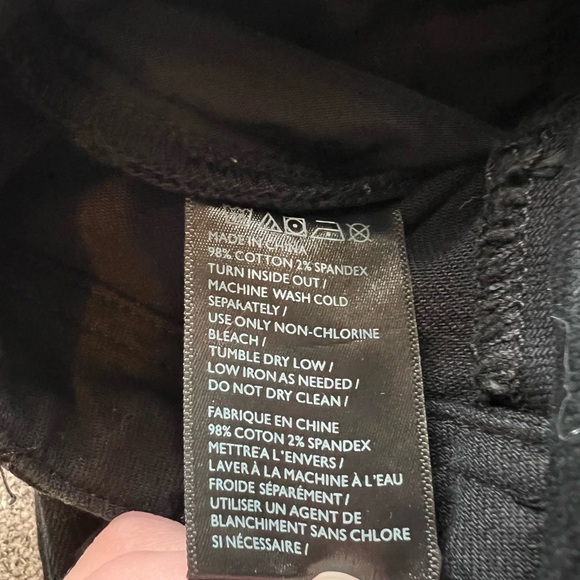 MADE IN CHINA
98% COTTON 2% SPANDEX
TURN INSIDE OUT /
MACHINE WASH COLD
SEPARATELY /
USE ONLY NON-CHLORINE
BLEACH /
TUMBLE DRY LOW /
LOW IRON AS NEEDED /
DO NOT DRY CLEAN /
FABRIQUE EN CHINE
98% COTON 2% SPANDEX
METTRE A L'ENVERS /
LAVER À LA MACHINE À L'EAU
FROIDE SÉPARÉMENT /
UTILISER UN AGENT DE
BLANCHIMENT SANS CHLORE
SI NÉCESSAIRE /